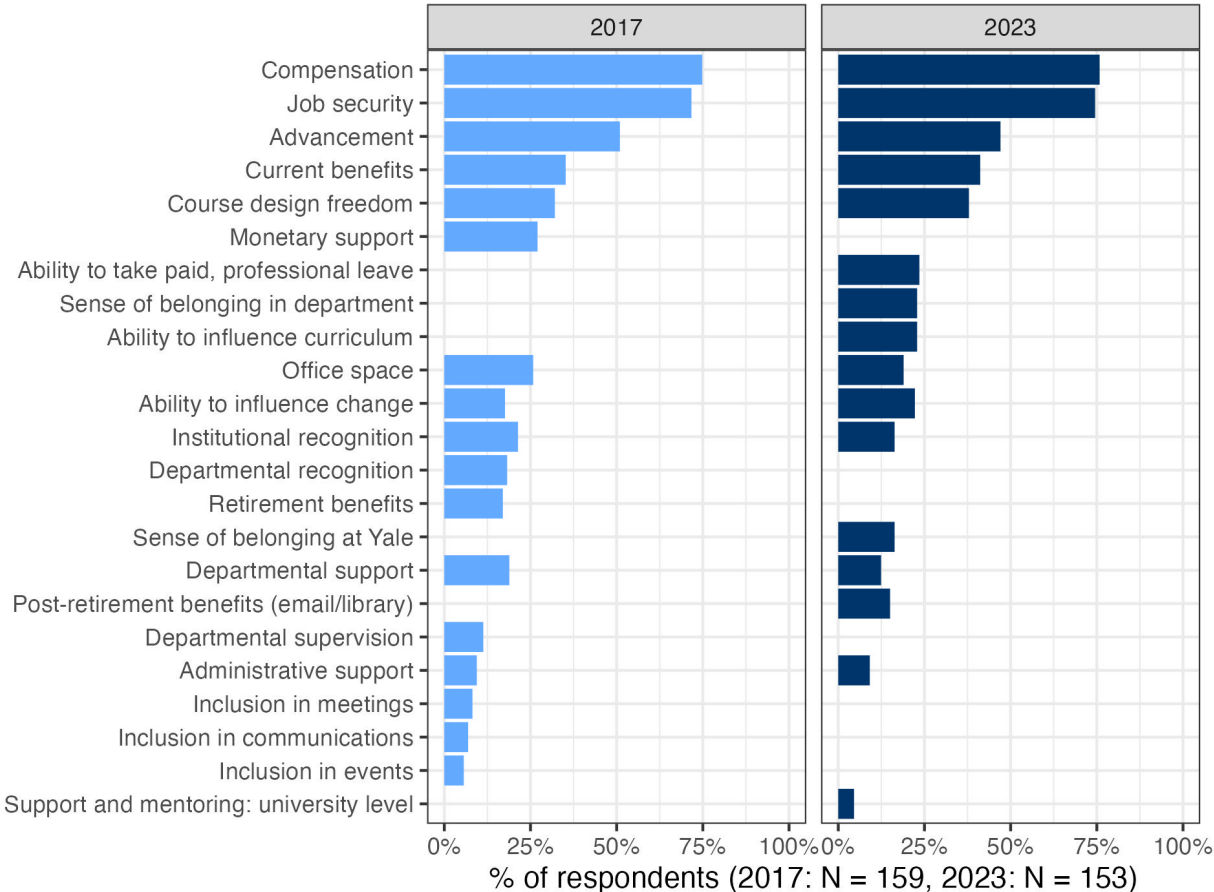 2017
2023
Compensation
Job security
Advancement
Current benefits
Course design freedom
Monetary support
Ability to take paid, professional leave
Sense of belonging in department
Ability to influence curriculum
Office space
Ability to influence change
Institutional recognition
Departmental recognition
Retirement benefits
Sense of belonging at Yale
Departmental support
Post-retirement benefits (email/library)
Departmental supervision
Administrative support
Inclusion in meetings
Inclusion in communications
Inclusion in events
Support and mentoring: university level
0% 25% 50% 75% 100% 0% 25% 50% 75% 100%
% of respondents (2017: N = 159, 2023: N = 153)